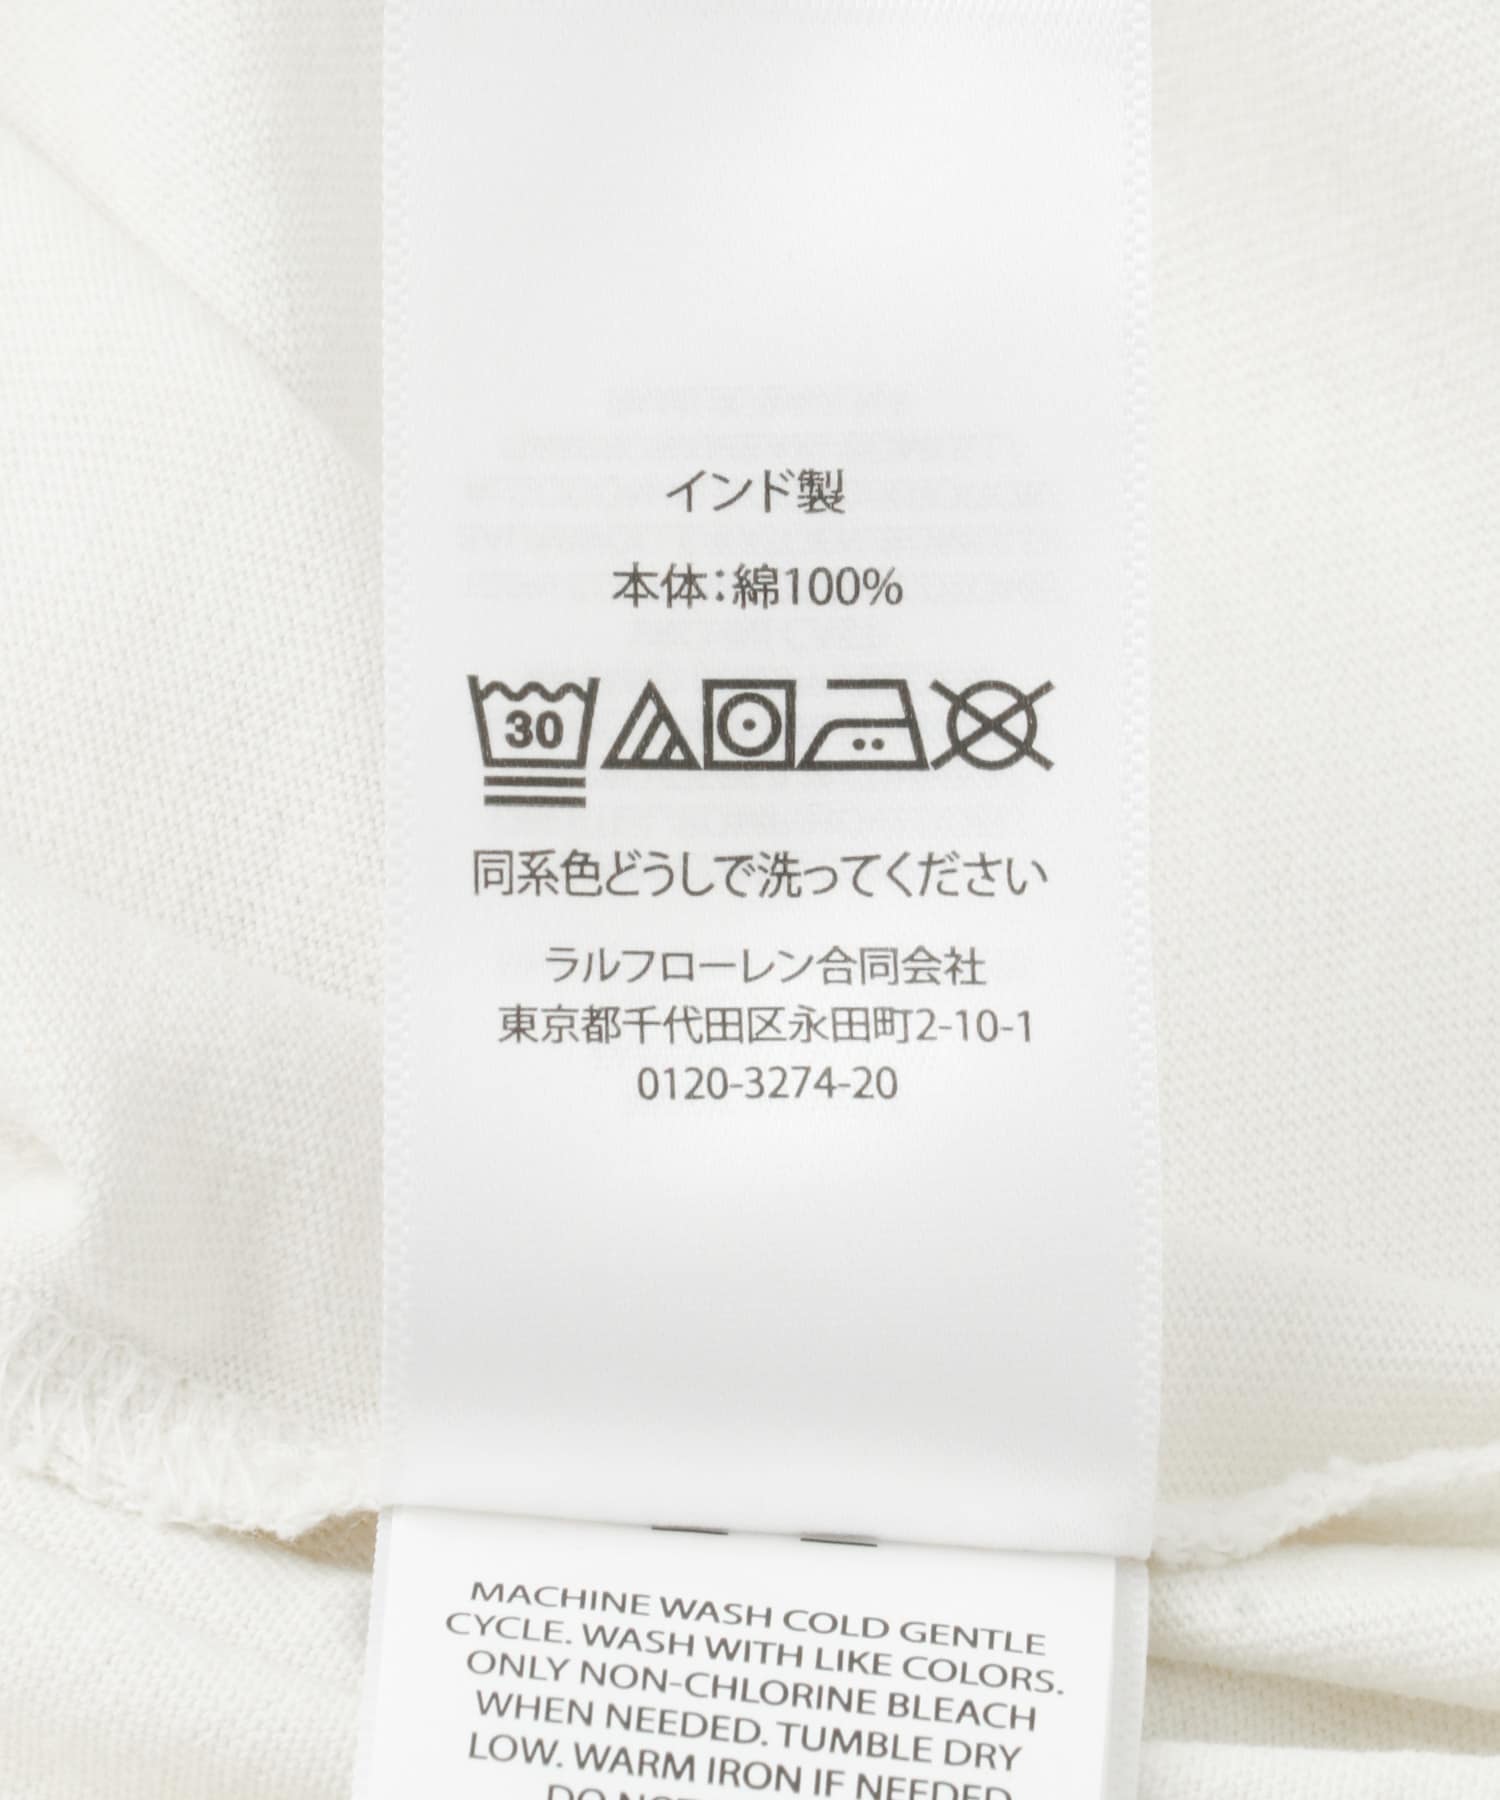 インド製
本体：綿100%
30
同系色どうしで洗ってください
ラルフローレン合同会社
東京都千代田区永田町2-10-1
0120-3274-20
MACHINE WASH COLD GENTLE
CYCLE. WASH WITH LIKE COLORS.
ONLY NON-CHLORINE BLEACH
WHEN NEEDED. TUMBLE DRY
LOW. WARM IRON IF NEEDED
DO NOT